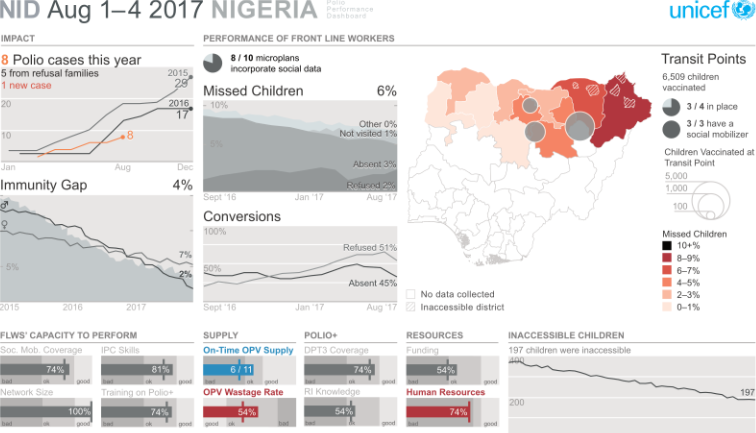 NID Aug 1–4 2017 NIGERIA
Polio
Performance
Dashboard
unicef
IMPACT
8 Polio cases this year
5 from refusal families
1 new case
2015
29
2016
17
20
10
8
Jan
Aug
Dec
Immunity Gap 4%
♂
♀
5%
7%
2%
2015
2016
2017
PERFORMANCE OF FRONT LINE WORKERS
8 / 10 microplans
incorporate social data
Missed Children 6%
10%
5%
Other 0%
Not visited 1%
Absent 3%
Refused 2%
Sept '16
Jan '17
Aug '17
Conversions
100%
50%
Refused 51%
Absent 45%
Sept '16
Jan '17
Aug '17
No data collected
Inaccessible district
Transit Points
6,509 children
vaccinated
3 / 4 in place
3 / 3 have a
social mobilizer
Children Vaccinated at
Transit Point
5,000
1,000
100
Missed Children
10+%
8–9%
6–7%
4–5%
2–3%
0–1%
FLWS' CAPACITY TO PERFORM
Soc. Mob. Coverage
74%
bad ok good
IPC Skills
81%
bad ok good
Network Size
100%
bad ok good
Training on Polio+
74%
bad ok good
SUPPLY
On-Time OPV Supply
6 / 11
bad ok good
OPV Wastage Rate
54%
good ok bad
POLIO+
DPT3 Coverage
74%
bad ok good
RI Knowledge
54%
bad ok good
RESOURCES
Funding
54%
bad ok good
Human Resources
74%
bad ok good
INACCESSIBLE CHILDREN
197 children were inaccessible
400
200
197